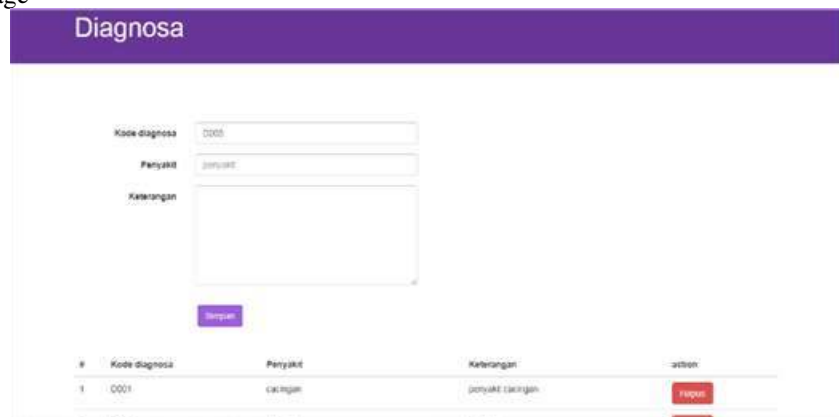 Diagnosa
Kode diagnosa D005
Penyakit penyakit
Keterangan
Simpan
# Kode diagnosa Penyakit Keterangan action
1 D001 cacingan penyakit cacingan Hapus